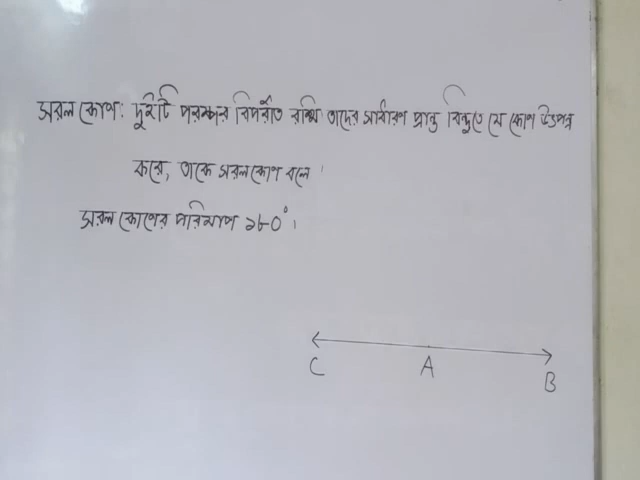 সরল কোণ: দুইটি পরস্পর বিপরীত রশ্মি তাদের সাধারণ প্রান্ত বিন্দুতে যে কোণ উৎপন্ন
করে, তাকে সরল কোণ বলে।
সরল কোণের পরিমাপ ১৮০°।
C A B